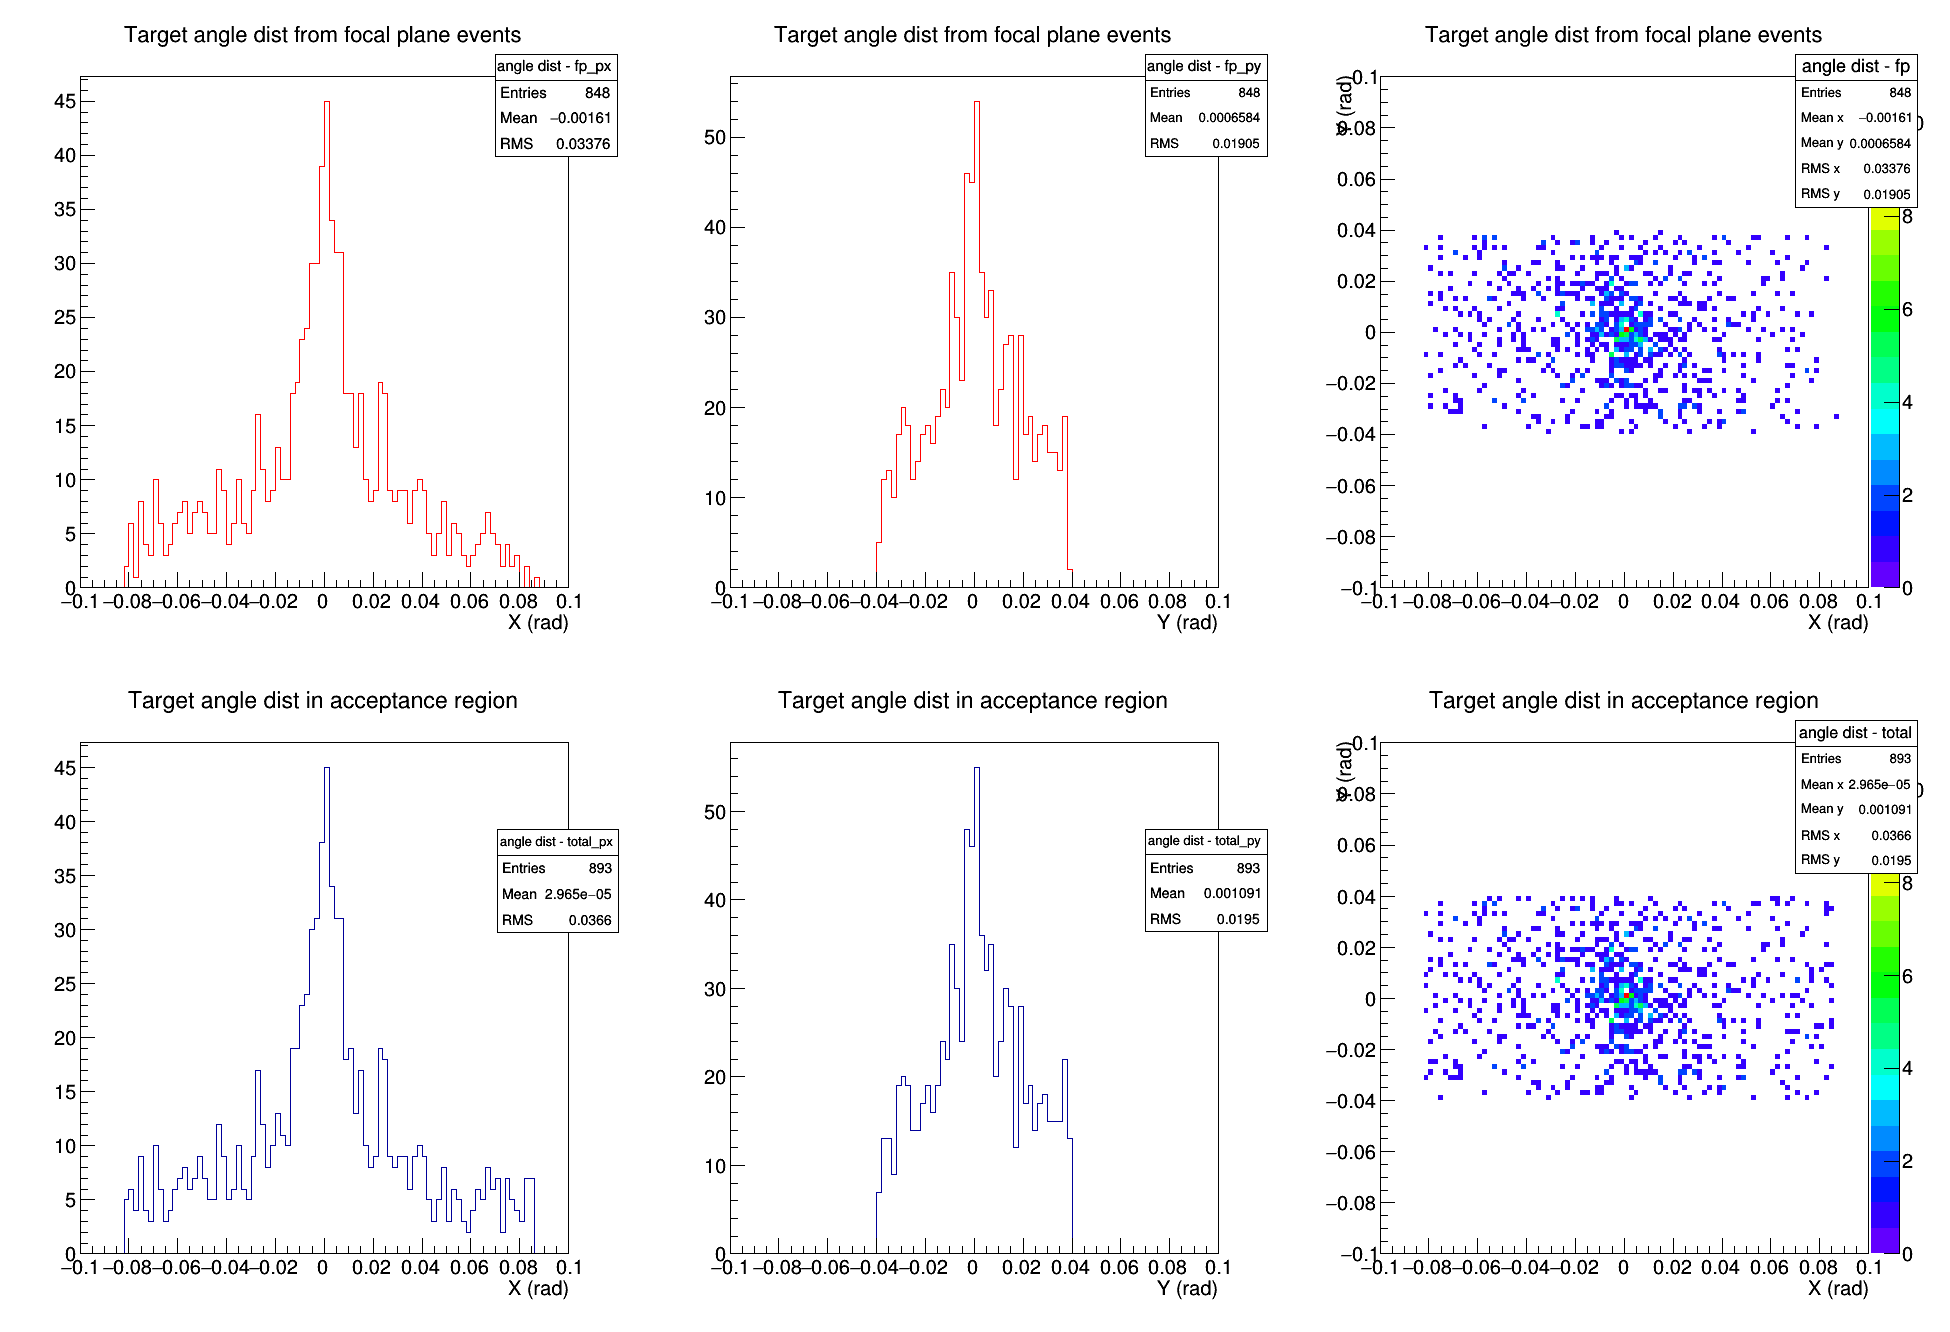 Target angle dist from focal plane events
angle dist - fp_px
Entries 848
Mean −0.00161
RMS 0.03376
45
40
35
30
25
20
15
10
5
0
−0.1 −0.08 −0.06 −0.04 −0.02 0 0.02 0.04 0.06 0.08 0.1
X (rad)
Target angle dist from focal plane events
angle dist - fp_py
Entries 848
Mean 0.0006584
RMS 0.01905
50
40
30
20
10
0
−0.1 −0.08 −0.06 −0.04 −0.02 0 0.02 0.04 0.06 0.08 0.1
Y (rad)
Target angle dist from focal plane events
angle dist - fp
Entries 848
Mean x −0.00161
Mean y 0.0006584
RMS x 0.03376
RMS y 0.01905
Y (rad)
0.1
0.08
0.06
0.04
0.02
0
−0.02
−0.04
−0.06
−0.08
−0.1
−0.1 −0.08 −0.06 −0.04 −0.02 0 0.02 0.04 0.06 0.08 0.1
X (rad)
8
6
4
2
0
Target angle dist in acceptance region
angle dist - total_px
Entries 893
Mean 2.965e−05
RMS 0.0366
45
40
35
30
25
20
15
10
5
0
−0.1 −0.08 −0.06 −0.04 −0.02 0 0.02 0.04 0.06 0.08 0.1
X (rad)
Target angle dist in acceptance region
angle dist - total_py
Entries 893
Mean 0.001091
RMS 0.0195
50
40
30
20
10
0
−0.1 −0.08 −0.06 −0.04 −0.02 0 0.02 0.04 0.06 0.08 0.1
Y (rad)
Target angle dist in acceptance region
angle dist - total
Entries 893
Mean x 2.965e−05
Mean y 0.001091
RMS x 0.0366
RMS y 0.0195
Y (rad)
0.1
0.08
0.06
0.04
0.02
0
−0.02
−0.04
−0.06
−0.08
−0.1
−0.1 −0.08 −0.06 −0.04 −0.02 0 0.02 0.04 0.06 0.08 0.1
X (rad)
8
6
4
2
0